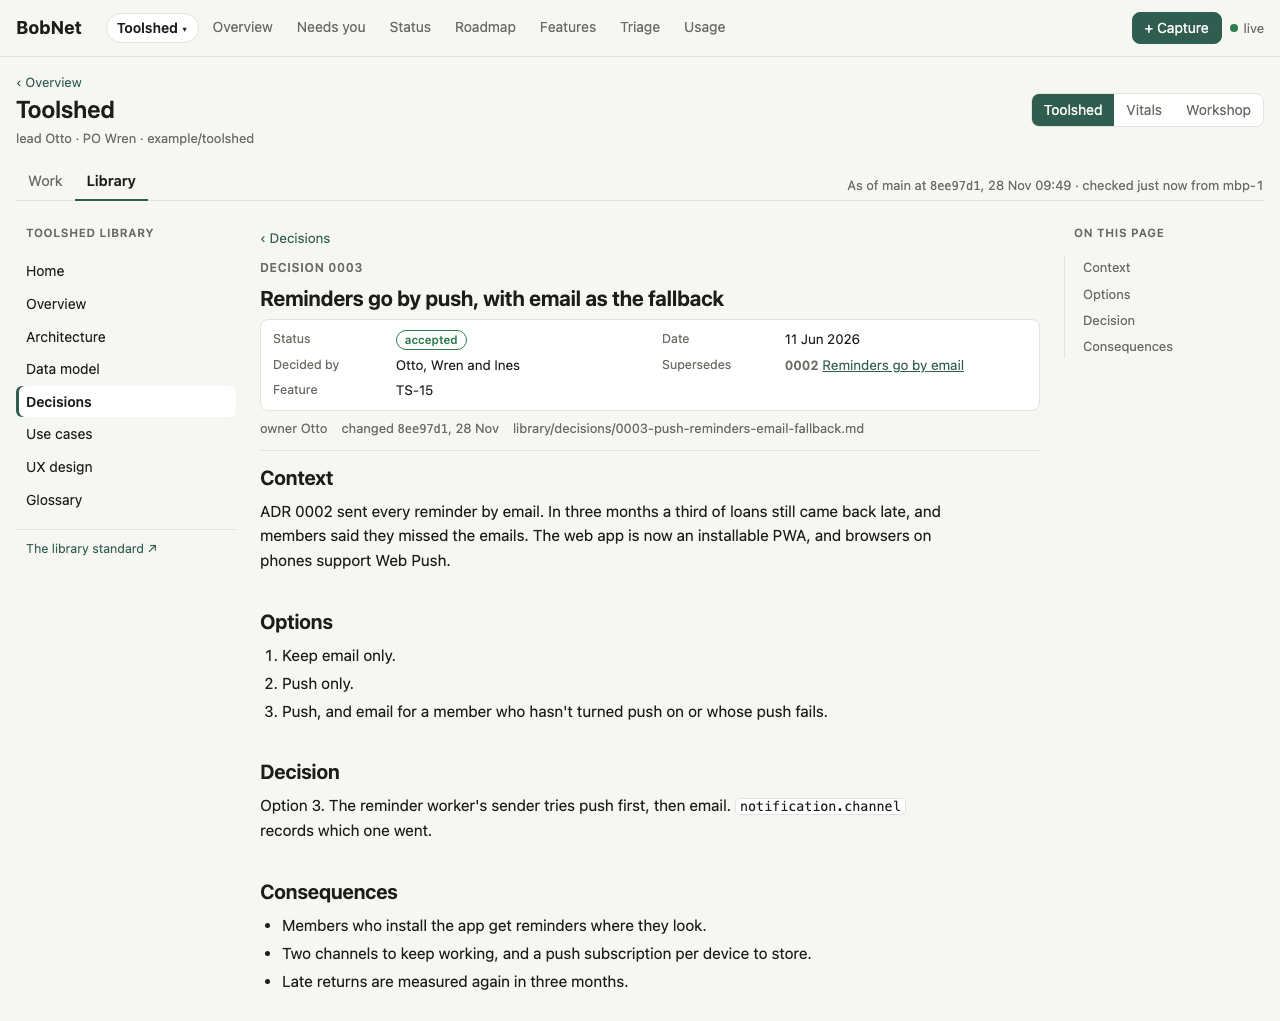 BobNet
Toolshed ▾
Overview
Needs you
Status
Roadmap
Features
Triage
Usage
+ Capture
live
‹ Overview
Toolshed
lead Otto · PO Wren · example/toolshed
Toolshed
Vitals
Workshop
Work
Library
As of main at 8ee97d1, 28 Nov 09:49 · checked just now from mbp-1
TOOLSHED LIBRARY
Home
Overview
Architecture
Data model
Decisions
Use cases
UX design
Glossary
The library standard ↗
‹ Decisions
DECISION 0003
Reminders go by push, with email as the fallback
Status accepted
Date 11 Jun 2026
Decided by Otto, Wren and Ines
Supersedes 0002 Reminders go by email
Feature TS-15
owner Otto changed 8ee97d1, 28 Nov library/decisions/0003-push-reminders-email-fallback.md
Context
ADR 0002 sent every reminder by email. In three months a third of loans still came back late, and
members said they missed the emails. The web app is now an installable PWA, and browsers on
phones support Web Push.
Options
1. Keep email only.
2. Push only.
3. Push, and email for a member who hasn't turned push on or whose push fails.
Decision
Option 3. The reminder worker's sender tries push first, then email. notification.channel
records which one went.
Consequences
• Members who install the app get reminders where they look.
• Two channels to keep working, and a push subscription per device to store.
• Late returns are measured again in three months.
ON THIS PAGE
Context
Options
Decision
Consequences